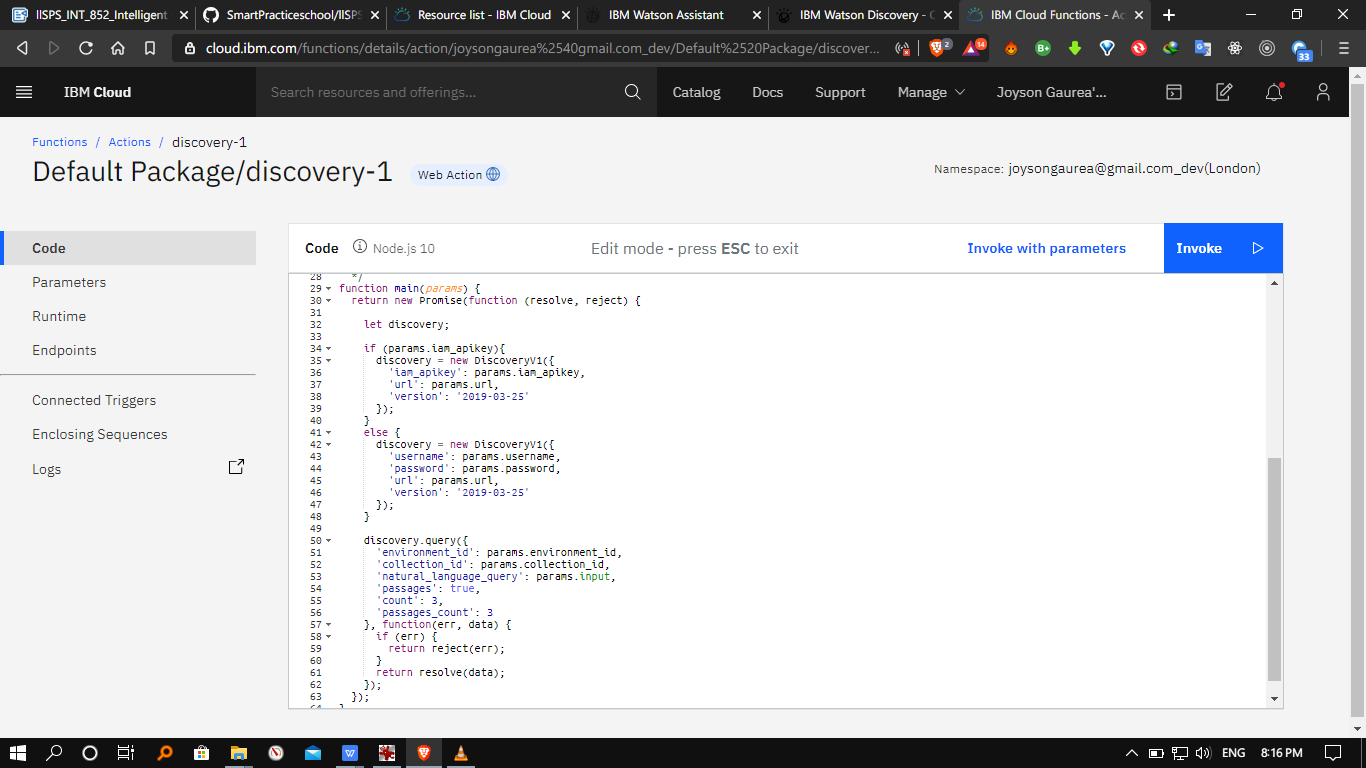 IlSPS_INT_852_Intelligent
SmartPracticeschool/IlSPS
Resource list - IBM Cloud
IBM Watson Assistant
IBM Watson Discovery - C
IBM Cloud Functions - Ac
cloud.ibm.com/functions/details/action/joysongaurea%2540gmail.com_dev/Default%2520Package/discover...
2
14
B+
33
IBM Cloud
Search resources and offerings...
Catalog
Docs
Support
Manage
Joyson Gaurea'...
Functions / Actions / discovery-1
Default Package/discovery-1
Web Action
Namespace: joysongaurea@gmail.com_dev(London)
Code
Parameters
Runtime
Endpoints
Connected Triggers
Enclosing Sequences
Logs
Code
Node.js 10
Edit mode - press ESC to exit
Invoke with parameters
Invoke
28 */
29 function main(params) {
30 return new Promise(function (resolve, reject) {
31
32 let discovery;
33
34 if (params.iam_apikey){
35 discovery = new DiscoveryV1({
36 'iam_apikey': params.iam_apikey,
37 'url': params.url,
38 'version': '2019-03-25'
39 });
40 }
41 else {
42 discovery = new DiscoveryV1({
43 'username': params.username,
44 'password': params.password,
45 'url': params.url,
46 'version': '2019-03-25'
47 });
48 }
49
50 discovery.query({
51 'environment_id': params.environment_id,
52 'collection_id': params.collection_id,
53 'natural_language_query': params.input,
54 'passages': true,
55 'count': 3,
56 'passages_count': 3
57 }, function(err, data) {
58 if (err) {
59 return reject(err);
60 }
61 return resolve(data);
62 });
63 });
64 }
ENG
8:16 PM